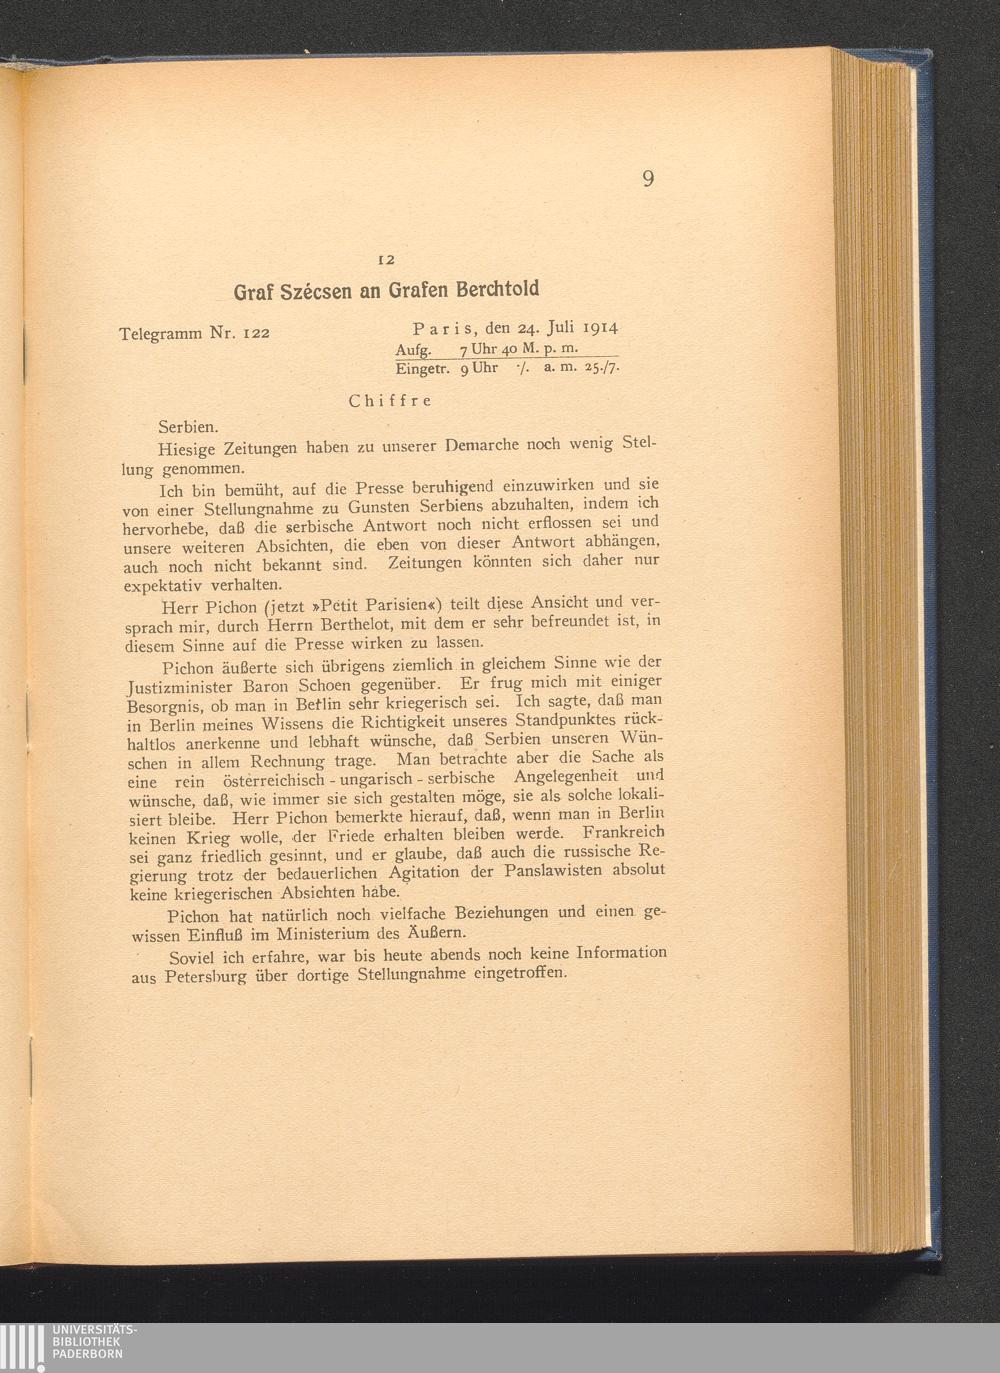 9
12
Graf Szécsen an Grafen Berchtold
Telegramm Nr. 122
Paris, den 24. Juli 1914
Aufg. 7 Uhr 40 M. p. m.
Eingetr. 9 Uhr ·/. a. m. 25./7.
Chiffre
Serbien.
Hiesige Zeitungen haben zu unserer Demarche noch wenig Stel-
lung genommen.
Ich bin bemüht, auf die Presse beruhigend einzuwirken und sie
von einer Stellungnahme zu Gunsten Serbiens abzuhalten, indem ich
hervorhebe, daß die serbische Antwort noch nicht erflossen sei und
unsere weiteren Absichten, die eben von dieser Antwort abhängen,
auch noch nicht bekannt sind. Zeitungen könnten sich daher nur
expektativ verhalten.
Herr Pichon (jetzt »Petit Parisien«) teilt diese Ansicht und ver-
sprach mir, durch Herrn Berthelot, mit dem er sehr befreundet ist, in
diesem Sinne auf die Presse wirken zu lassen.
Pichon äußerte sich übrigens ziemlich in gleichem Sinne wie der
Justizminister Baron Schoen gegenüber. Er frug mich mit einiger
Besorgnis, ob man in Berlin sehr kriegerisch sei. Ich sagte, daß man
in Berlin meines Wissens die Richtigkeit unseres Standpunktes rück-
haltlos anerkenne und lebhaft wünsche, daß Serbien unseren Wün-
schen in allem Rechnung trage. Man betrachte aber die Sache als
eine rein österreichisch-ungarisch-serbische Angelegenheit und
wünsche, daß, wie immer sie sich gestalten möge, sie als solche lokali-
siert bleibe. Herr Pichon bemerkte hierauf, daß, wenn man in Berlin
keinen Krieg wolle, der Friede erhalten bleiben werde. Frankreich
sei ganz friedlich gesinnt, und er glaube, daß auch die russische Re-
gierung trotz der bedauerlichen Agitation der Panslawisten absolut
keine kriegerischen Absichten habe.
Pichon hat natürlich noch vielfache Beziehungen und einen ge-
wissen Einfluß im Ministerium des Äußern.
Soviel ich erfahre, war bis heute abends noch keine Information
aus Petersburg über dortige Stellungnahme eingetroffen.
UNIVERSITÄTS-
BIBLIOTHEK
PADERBORN